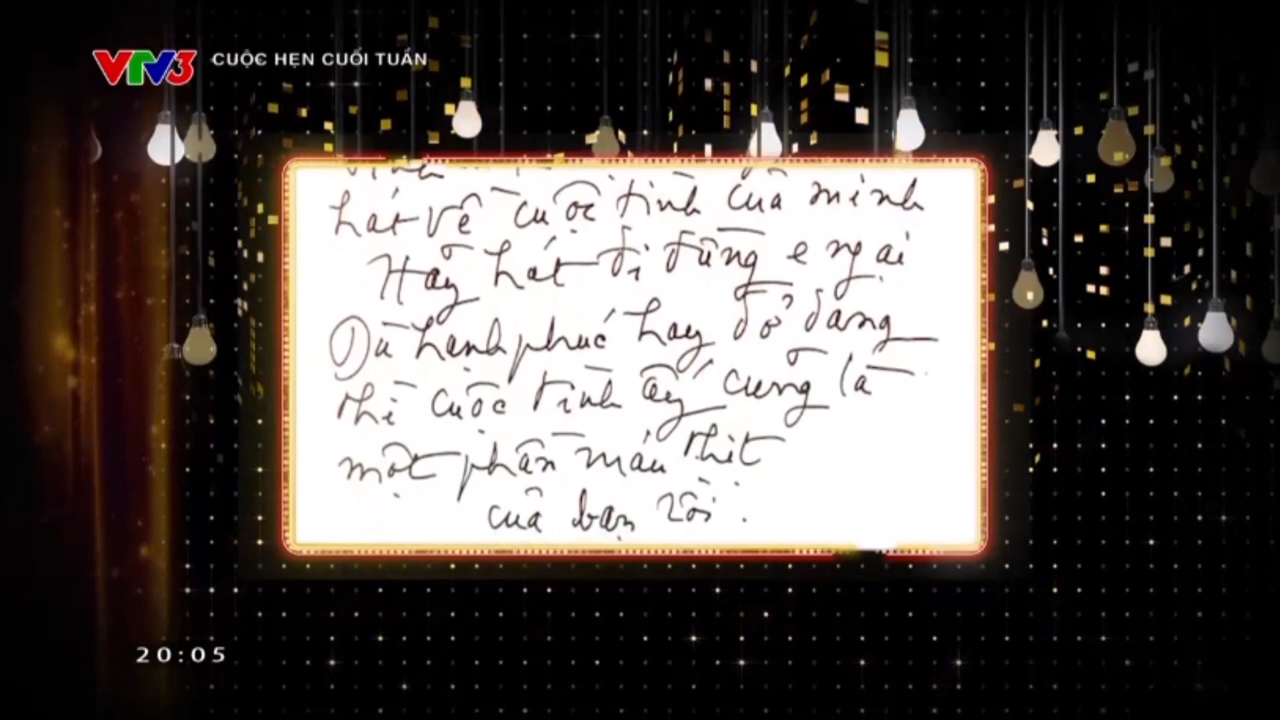 VTV3 CUỘC HẸN CUỐI TUẦN
hát về cuộc tình của mình
Hãy hát đi đừng e ngại
Dù hạnh phúc hay dở dang
thì cuộc tình ấy cũng là
một phần máu thịt
của bạn rồi.
20:05